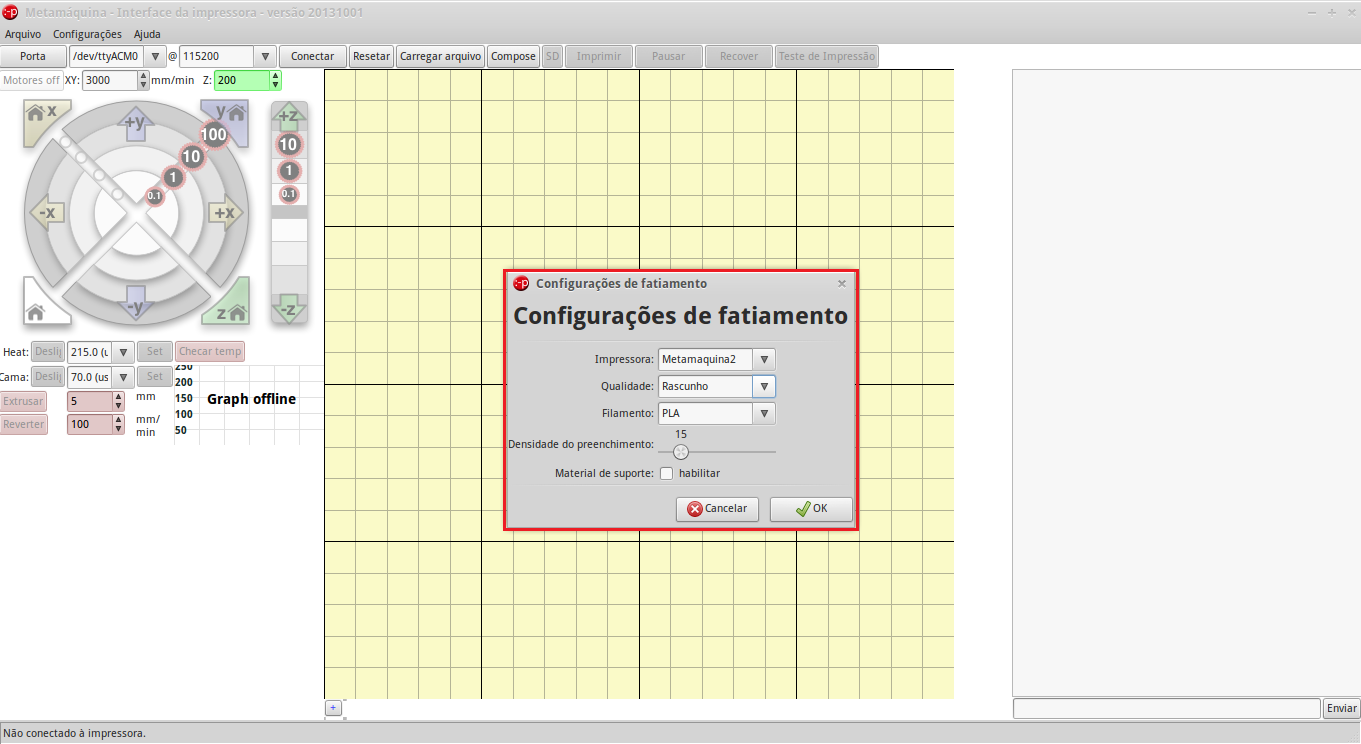 Metamáquina - Interface da impressora - versão 20131001
Arquivo Configurações Ajuda
Porta /dev/ttyACM0 @ 115200 Conectar Resetar Carregar arquivo Compose SD Imprimir Pausar Recover Teste de Impressão
Motores off XY: 3000 mm/min Z: 200
x y +z
+y 100 10
10 1
1 0.1
0.1
-x +x
-y -z
z
Heat: Deslig 215.0 (u Set Checar temp
Cama: Deslig 70.0 (us Set
Extrusar 5 mm
Reverter 100 mm/
min
250
200
150 Graph offline
100
50
:-p Configurações de fatiamento
Configurações de fatiamento
Impressora: Metamaquina2
Qualidade: Rascunho
Filamento: PLA
15
Densidade do preenchimento:
Material de suporte: habilitar
Cancelar OK
+
Enviar
Não conectado à impressora.